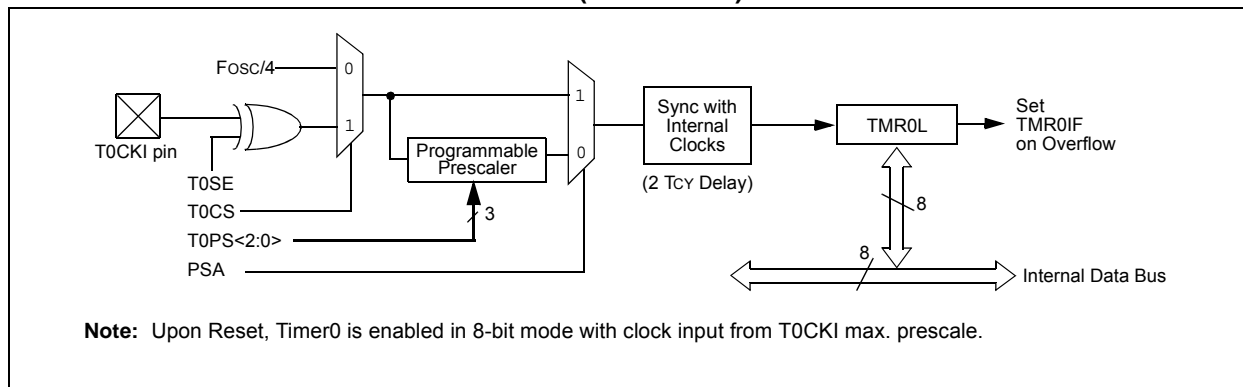 FOSC/4
0
1
T0CKI pin
T0SE
T0CS
T0PS<2:0>
PSA
Programmable
Prescaler
3
1
0
Sync with
Internal
Clocks
(2 TCY Delay)
TMR0L
Set
TMR0IF
on Overflow
8
8
Internal Data Bus
Note: Upon Reset, Timer0 is enabled in 8-bit mode with clock input from T0CKI max. prescale.